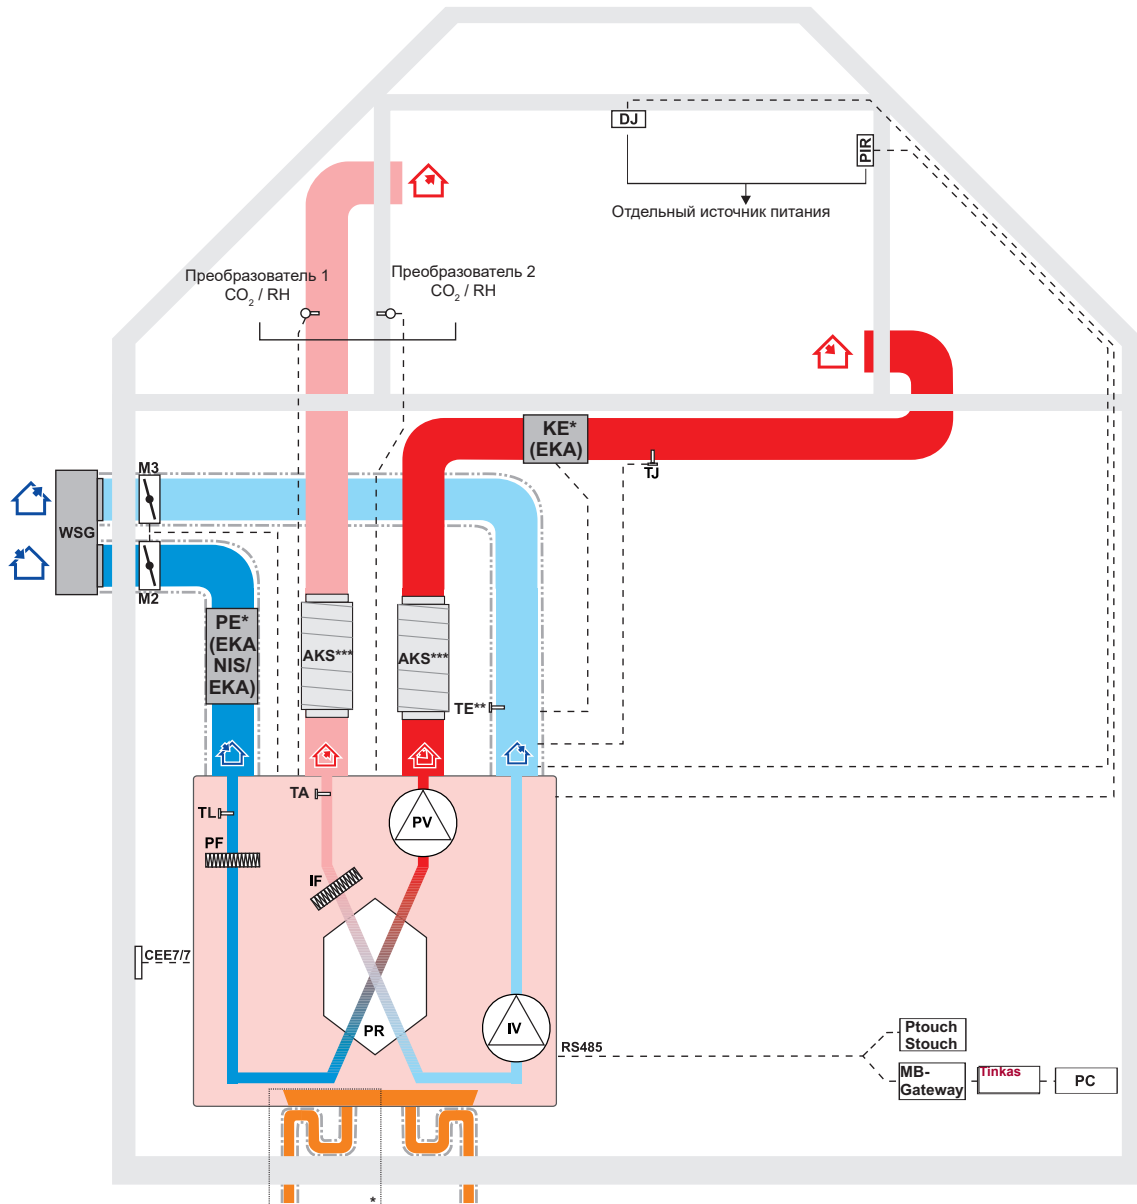 DJ
PIR
Отдельный источник питания
Преобразователь 1
CO2 / RH
Преобразователь 2
CO2 / RH
KE*
(EKA)
TJ
M3
WSG
M2
PE*
(EKA
NIS/
EKA)
AKS***
AKS***
TE**
TA
TL
PV
PF
IF
CEE7/7
PR
IV
RS485
Ptouch
Stouch
MB-
Gateway
Tinkas
PC
*